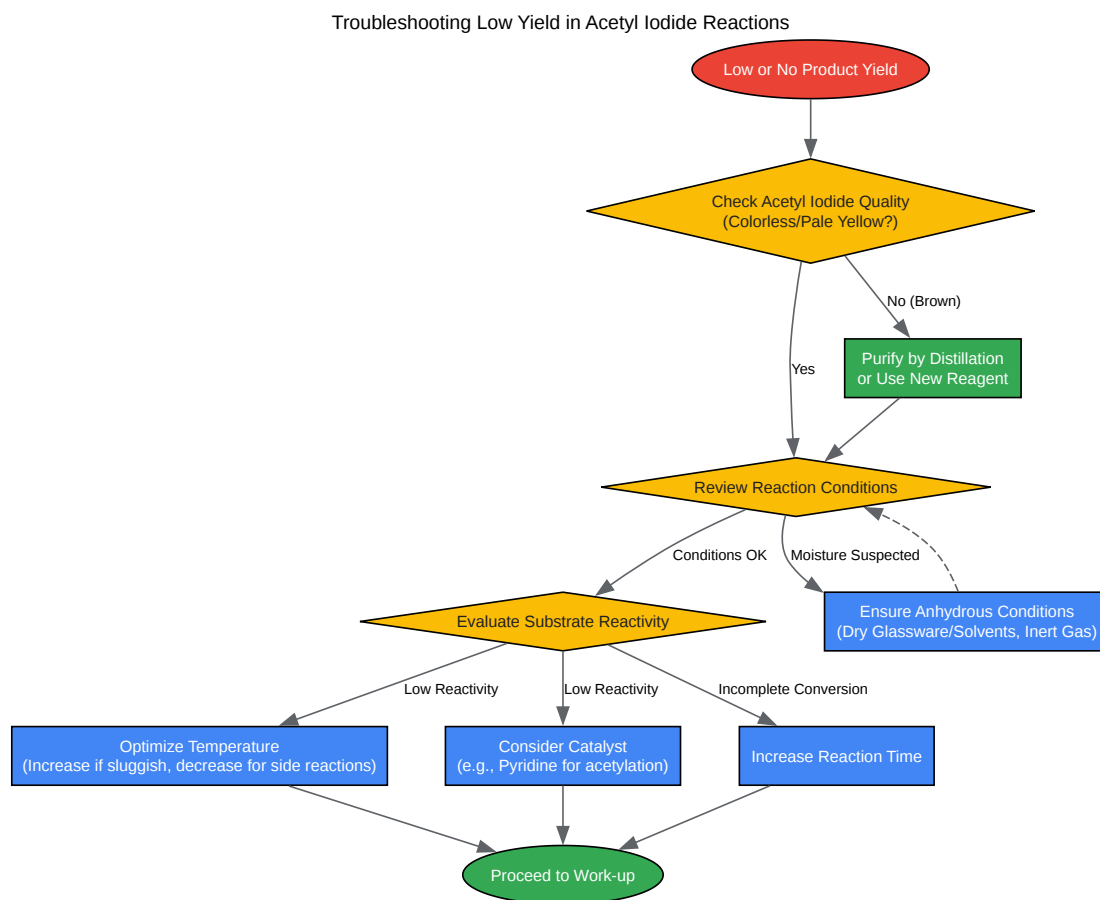 Troubleshooting Low Yield in Acetyl Iodide Reactions
Low or No Product Yield
Check Acetyl Iodide Quality
(Colorless/Pale Yellow?)
No (Brown)
Yes
Purify by Distillation
or Use New Reagent
Review Reaction Conditions
Conditions OK
Moisture Suspected
Evaluate Substrate Reactivity
Ensure Anhydrous Conditions
(Dry Glassware/Solvents, Inert Gas)
Low Reactivity
Low Reactivity
Incomplete Conversion
Optimize Temperature
(Increase if sluggish, decrease for side reactions)
Consider Catalyst
(e.g., Pyridine for acetylation)
Increase Reaction Time
Proceed to Work-up